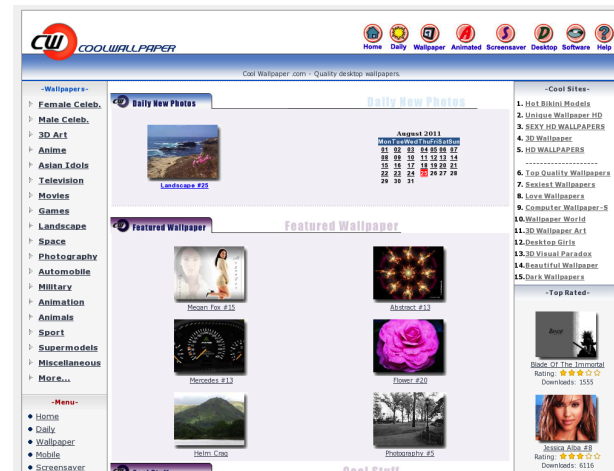 CW COOLWALLPAPER
Home Daily Wallpaper Animated Screensaver Desktop Software Help
Cool Wallpaper .com - Quality desktop wallpapers.
-Wallpapers-
Female Celeb.
Male Celeb.
3D Art
Anime
Asian Idols
Television
Movies
Games
Landscape
Space
Photography
Automobile
Military
Animation
Animals
Sport
Supermodels
Miscellaneous
More...
-Menu-
Home
Daily
Wallpaper
Mobile
Screensaver
Daily New Photos Daily New Photos
Landscape #25
August 2011
MonTueWedThuFriSatSun
01 02 03 04 05 06 07
08 09 10 11 12 13 14
15 16 17 18 19 20 21
22 23 24 25 26 27 28
29 30 31
Featured Wallpaper Featured Wallpaper
Megan Fox #15
Abstract #13
Mercedes #13
Flower #20
Helm Crag
Photography #5
Cool Stuff Cool Stuff
-Cool Sites-
1. Hot Bikini Models
2. Unique Wallpaper HD
3. SEXY HD WALLPAPERS
4. 3D Wallpaper
5. HD WALLPAPERS
--------------------
6. Top Quality Wallpapers
7. Sexiest Wallpapers
8. Love Wallpapers
9. Computer Wallpaper-S
10.Wallpaper World
11.3D Wallpaper Art
12.Desktop Girls
13.3D Visual Paradox
14.Beautiful Wallpaper
15.Dark Wallpapers
-Top Rated-
Blade Of The Immortal
Rating:
Downloads: 1555
Jessica Alba #8
Rating:
Downloads: 6116